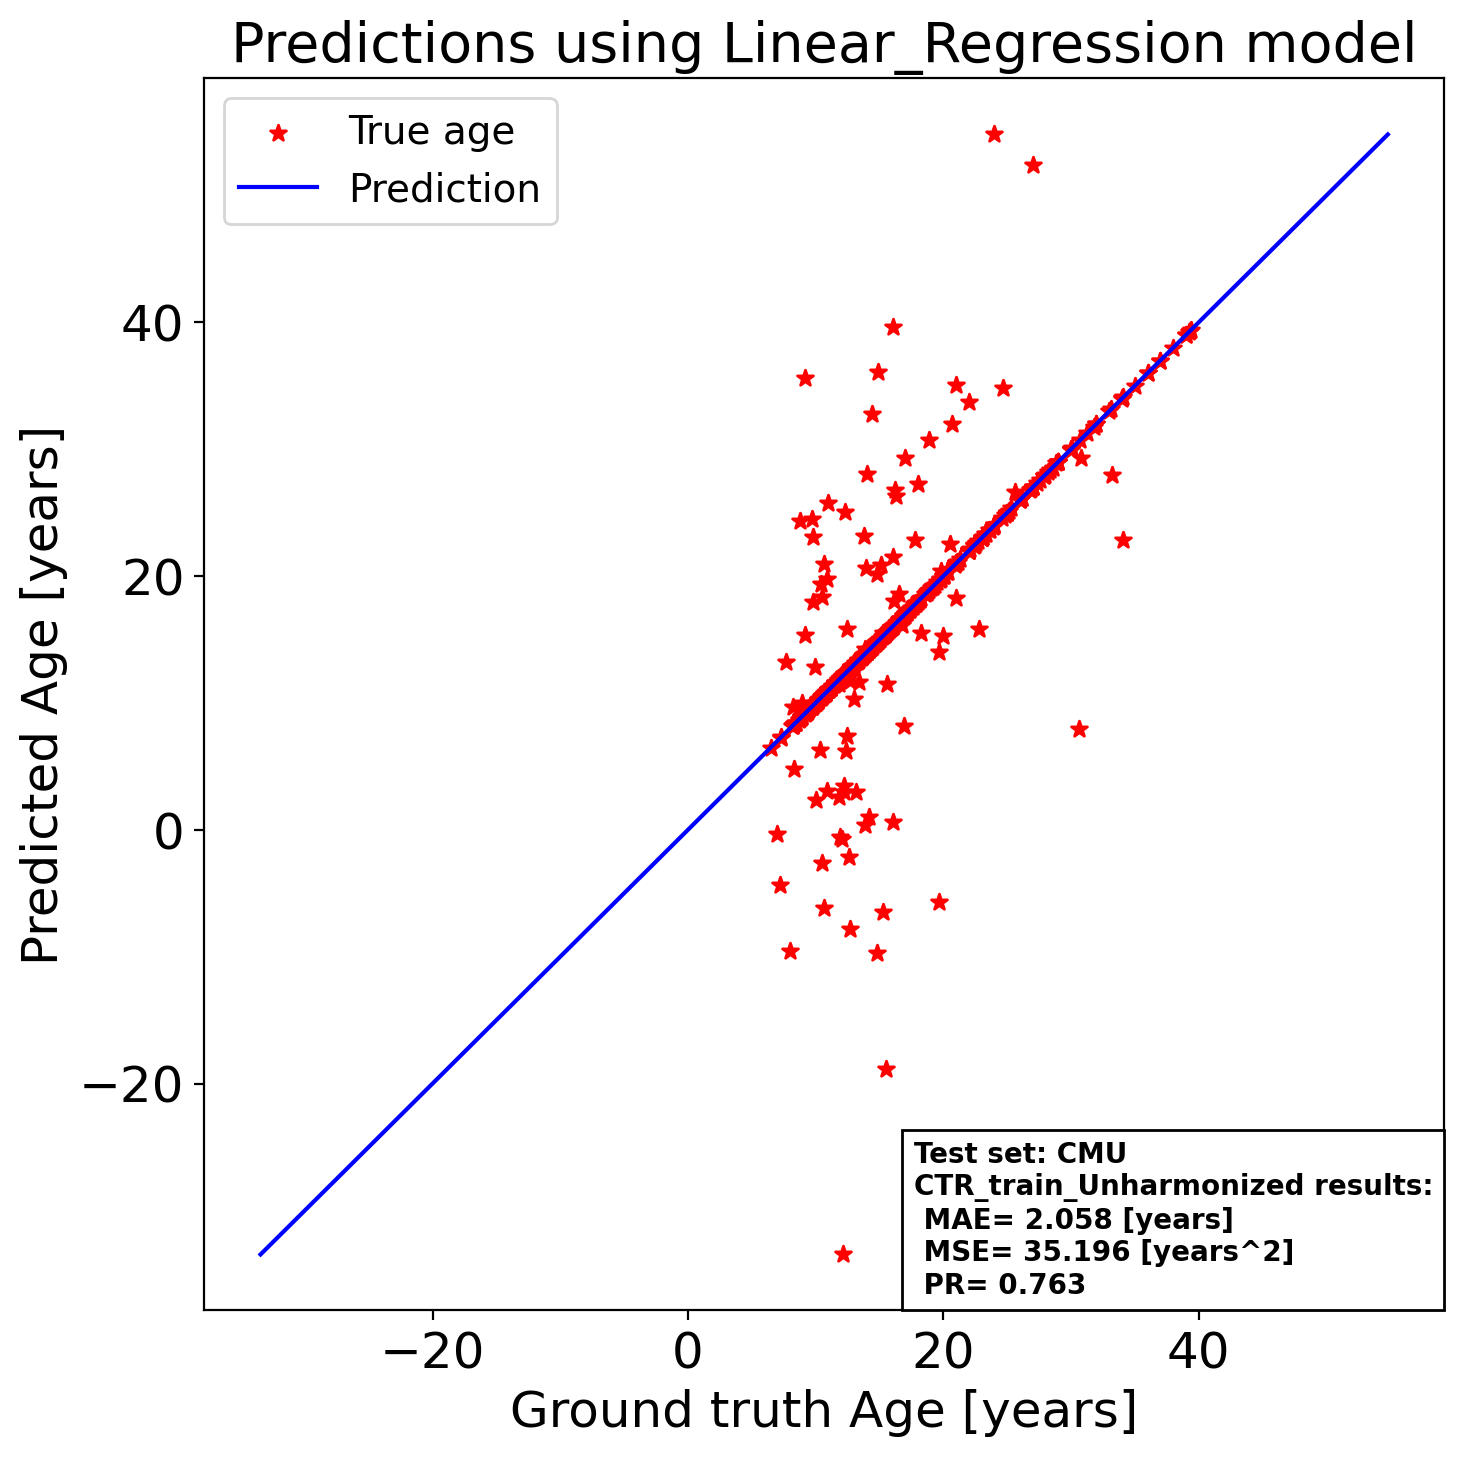 Predictions using Linear_Regression model
True age
Prediction
40
20
0
−20
Predicted Age [years]
Test set: CMU
CTR_train_Unharmonized results:
MAE= 2.058 [years]
MSE= 35.196 [years^2]
PR= 0.763
−20 0 20 40
Ground truth Age [years]